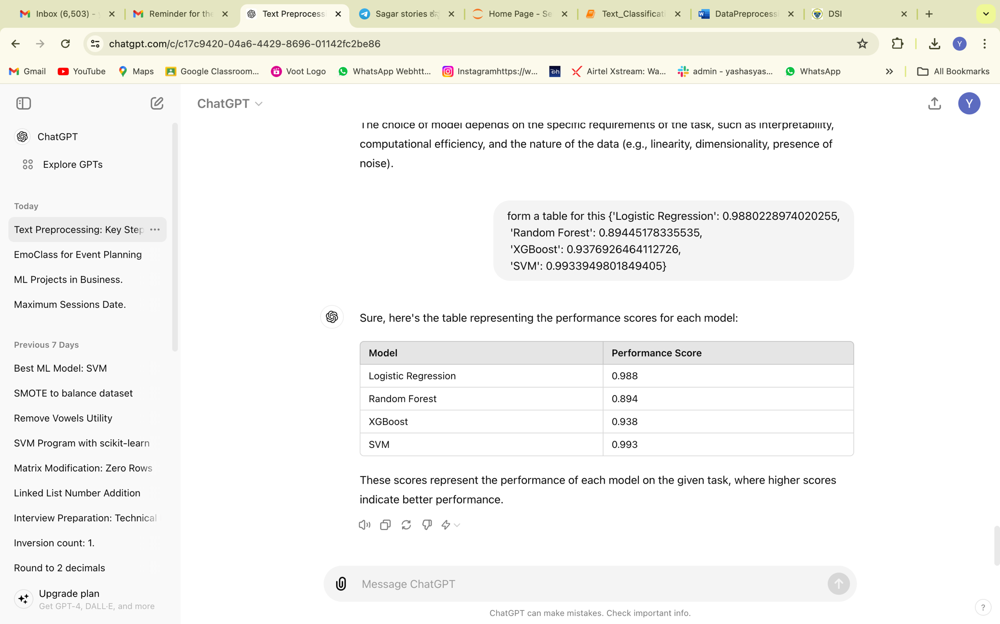 Inbox (6,503) - y
Reminder for the
Text Preprocessi
Sagar stories
Home Page - Se
Text_Classificati
DataPreprocessi
DSI
chatgpt.com/c/c17c9420-04a6-4429-8696-01142fc2be86
Y
Gmail
YouTube
Maps
Google Classroom...
Voot Logo
WhatsApp Webhtt...
Instagramhttps://w...
Airtel Xstream: Wa...
admin - yashasyas...
WhatsApp
All Bookmarks
ChatGPT
Y
ChatGPT
Explore GPTs
Today
Text Preprocessing: Key Step
EmoClass for Event Planning
ML Projects in Business.
Maximum Sessions Date.
Previous 7 Days
Best ML Model: SVM
SMOTE to balance dataset
Remove Vowels Utility
SVM Program with scikit-learn
Matrix Modification: Zero Rows
Linked List Number Addition
Interview Preparation: Technical
Inversion count: 1.
Round to 2 decimals
Upgrade plan
Get GPT-4, DALL·E, and more
The choice of model depends on the specific requirements of the task, such as interpretability,
computational efficiency, and the nature of the data (e.g., linearity, dimensionality, presence of
noise).
form a table for this {'Logistic Regression': 0.9880228974020255,
'Random Forest': 0.89445178335535,
'XGBoost': 0.9376926464112726,
'SVM': 0.9933949801849405}
Sure, here's the table representing the performance scores for each model:
Model Performance Score
Logistic Regression 0.988
Random Forest 0.894
XGBoost 0.938
SVM 0.993
These scores represent the performance of each model on the given task, where higher scores
indicate better performance.
Message ChatGPT
ChatGPT can make mistakes. Check important info.
?